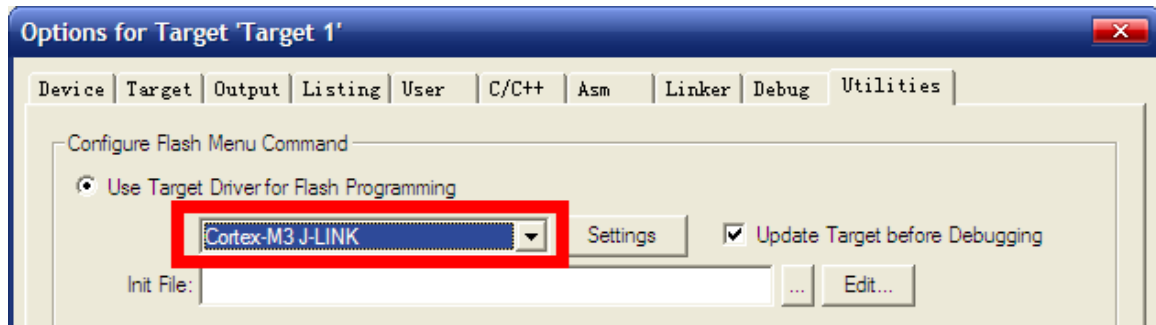 Options for Target 'Target 1'
Device Target Output Listing User C/C++ Asm Linker Debug Utilities
Configure Flash Menu Command
Use Target Driver for Flash Programming
Cortex-M3 J-LINK Settings Update Target before Debugging
Init File: ... Edit...